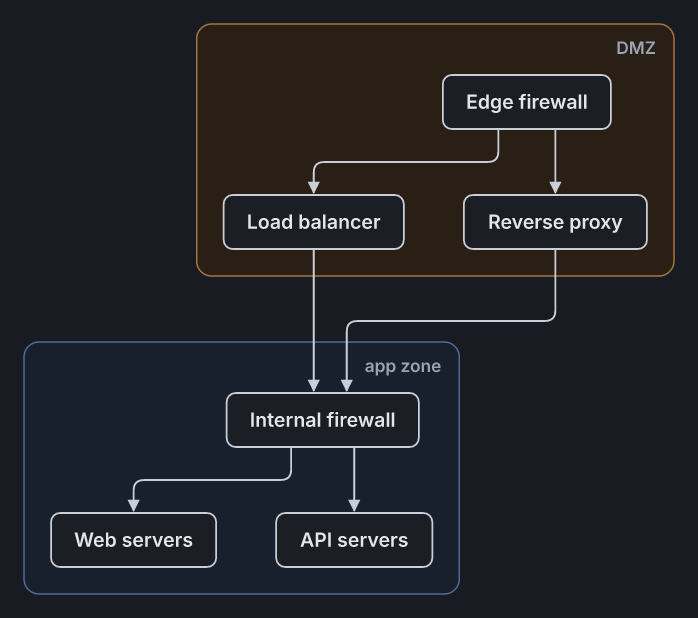 DMZ
Edge firewall
Load balancer
Reverse proxy
app zone
Internal firewall
Web servers
API servers